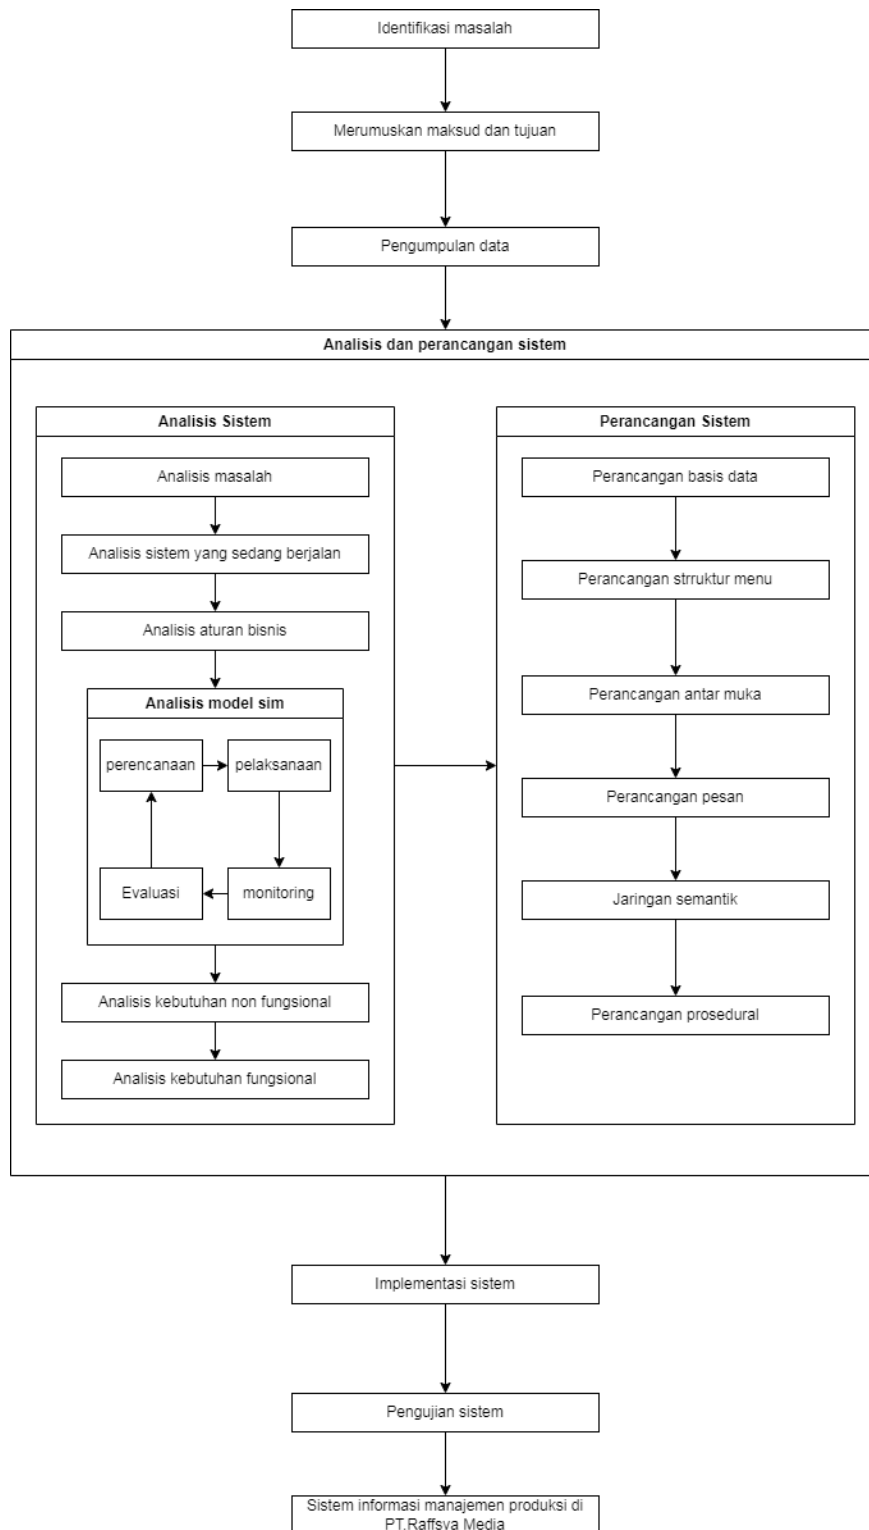 Identifikasi masalah
Merumuskan maksud dan tujuan
Pengumpulan data
Analisis dan perancangan sistem
Analisis Sistem
Analisis masalah
Analisis sistem yang sedang berjalan
Analisis aturan bisnis
Analisis model sim
perencanaan
pelaksanaan
Evaluasi
monitoring
Analisis kebutuhan non fungsional
Analisis kebutuhan fungsional
Perancangan Sistem
Perancangan basis data
Perancangan strruktur menu
Perancangan antar muka
Perancangan pesan
Jaringan semantik
Perancangan prosedural
Implementasi sistem
Pengujian sistem
Sistem informasi manajemen produksi di
PT.Raffsya Media